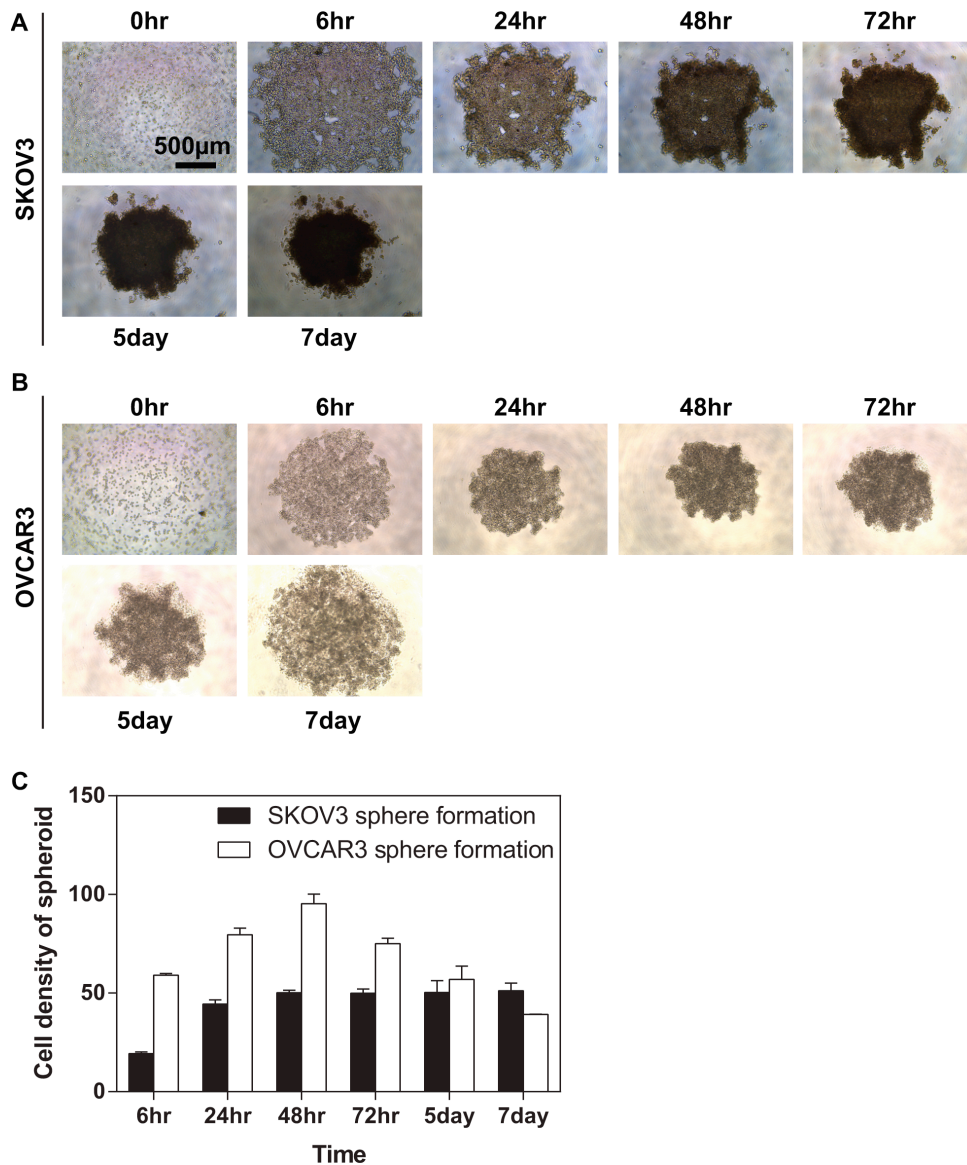 A
0hr 6hr 24hr 48hr 72hr
500µm
SKOV3
5day 7day
B
0hr 6hr 24hr 48hr 72hr
OVCAR3
5day 7day
C
SKOV3 sphere formation
OVCAR3 sphere formation
Cell density of spheroid
150
100
50
0
6hr 24hr 48hr 72hr 5day 7day
Time